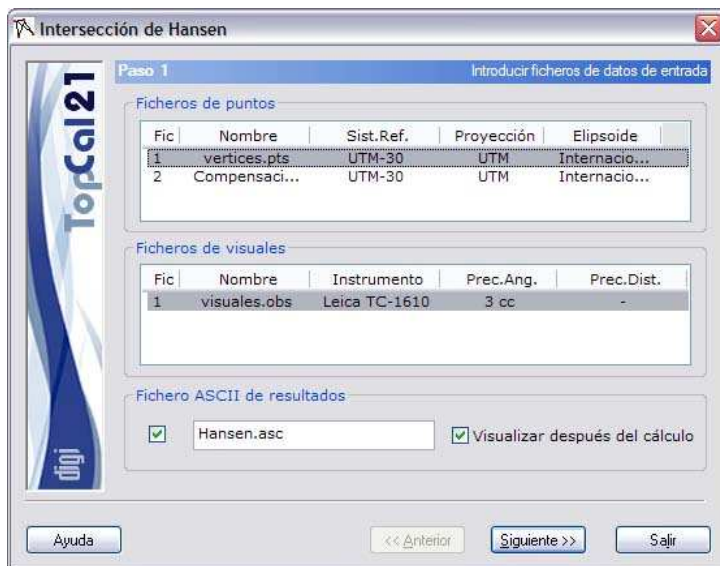 Intersección de Hansen
TopCal 21
digi
Paso 1 Introducir ficheros de datos de entrada
Ficheros de puntos
Fic Nombre Sist.Ref. Proyección Elipsoide
1 vertices.pts UTM-30 UTM Internacio...
2 Compensaci... UTM-30 UTM Internacio...
Ficheros de visuales
Fic Nombre Instrumento Prec.Ang. Prec.Dist.
1 visuales.obs Leica TC-1610 3 cc -
Fichero ASCII de resultados
Hansen.asc Visualizar después del cálculo
Ayuda << Anterior Siguiente >> Salir